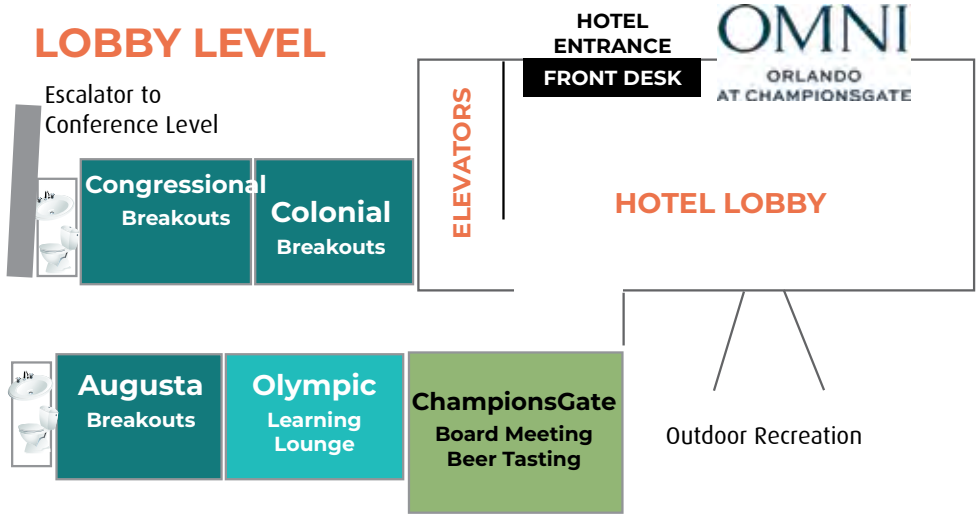 LOBBY LEVEL
HOTEL
ENTRANCE
FRONT DESK
OMNI
ORLANDO
AT CHAMPIONSGATE
Escalator to
Conference Level
Congressional
Breakouts
Colonial
Breakouts
ELEVATORS
HOTEL LOBBY
Augusta
Breakouts
Olympic
Learning
Lounge
ChampionsGate
Board Meeting
Beer Tasting
Outdoor Recreation